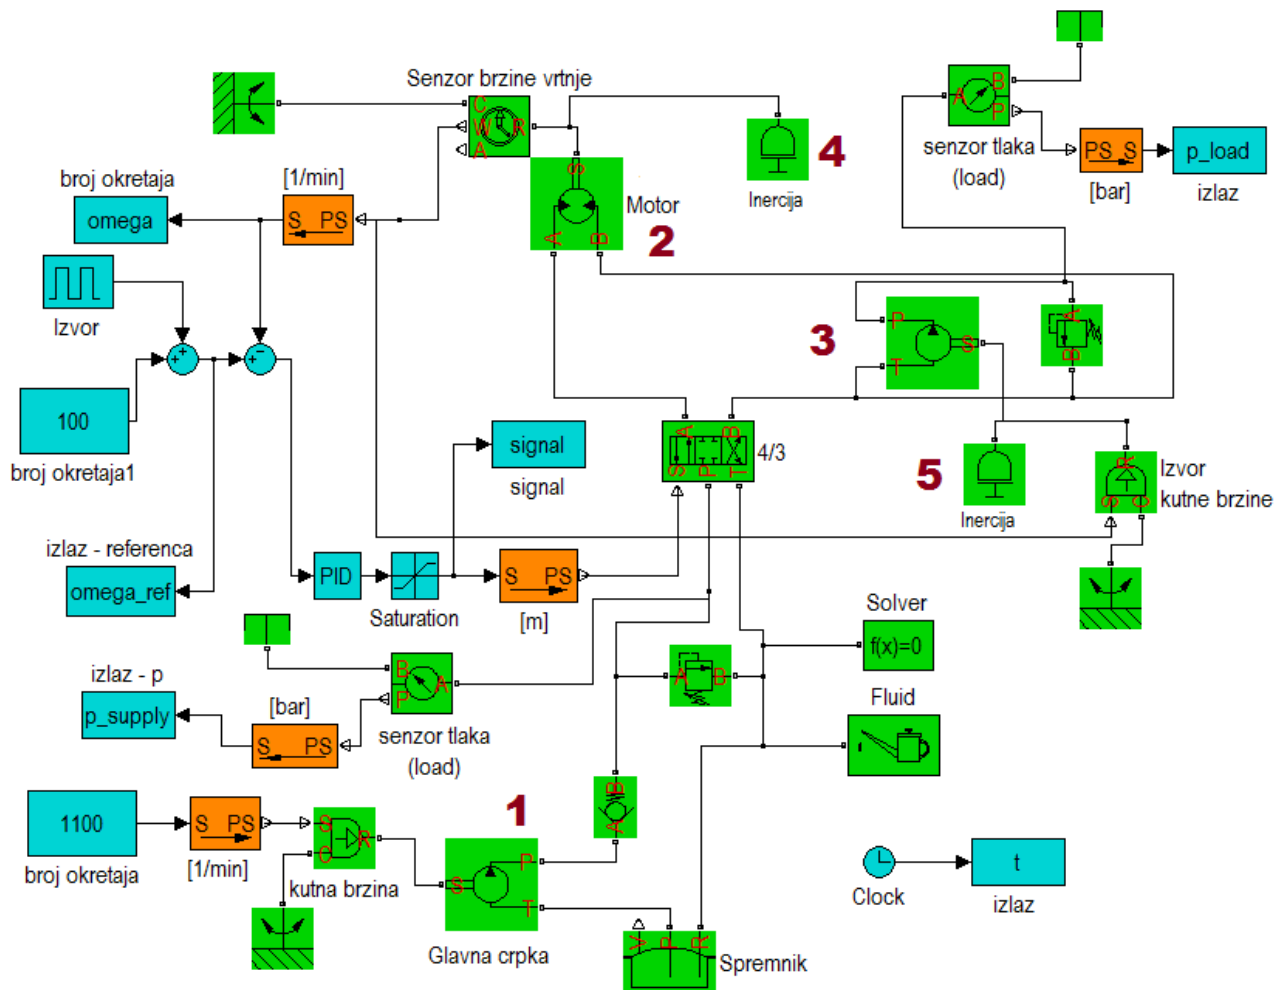 Senzor brzine vrtnje
C
W
A
R
4
Inercija
B
A
P
senzor tlaka
(load)
PS S
[bar]
p_load
izlaz
broj okretaja
omega
[1/min]
S PS
S
Motor
A
B
2
Izvor
3
P
T
S
A
B
+
+
+
−
100
broj okretaja1
signal
signal
A
B
S
P
T
4/3
5
Inercija
R
S
C
Izvor
kutne brzine
izlaz - referenca
omega_ref
PID
Saturation
S PS
[m]
Solver
f(x)=0
A
B
Fluid
izlaz - p
p_supply
[bar]
S PS
B
P
A
senzor tlaka
(load)
B
A
1
1100
broj okretaja
S PS
[1/min]
S
C
R
kutna brzina
S
P
T
Glavna crpka
V
P
R
Spremnik
Clock
t
izlaz